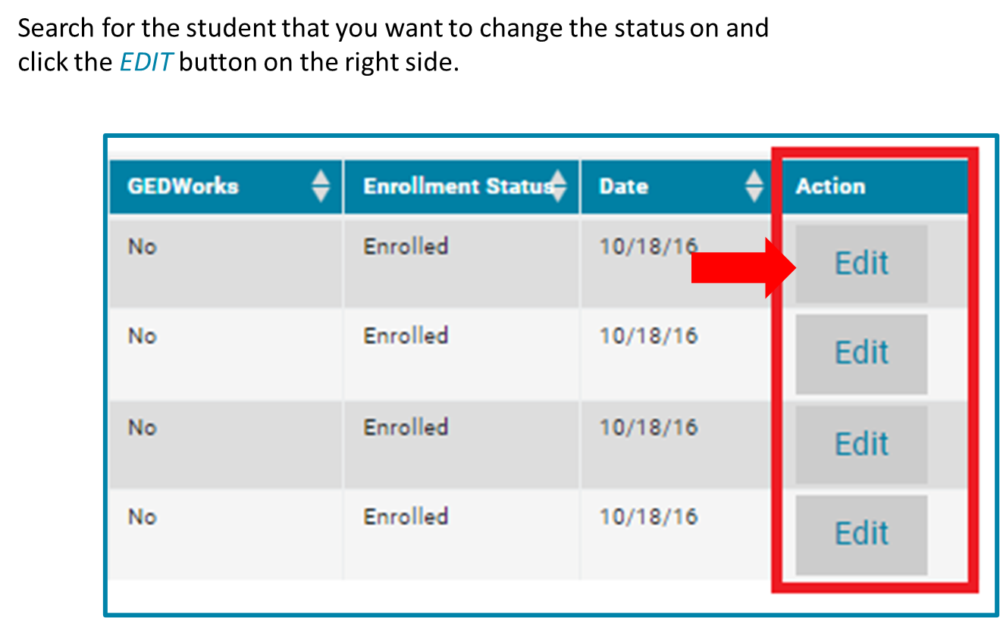 Search for the student that you want to change the status on and
click the EDIT button on the right side.
GEDWorks Enrollment Status Date Action
No Enrolled 10/18/16 Edit
No Enrolled 10/18/16 Edit
No Enrolled 10/18/16 Edit
No Enrolled 10/18/16 Edit